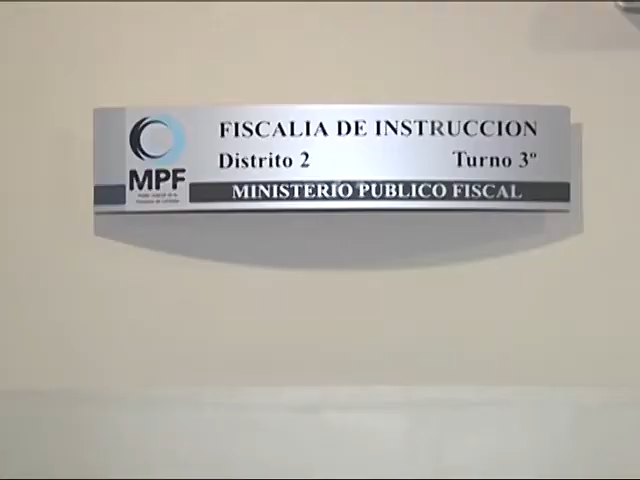 FISCALIA DE INSTRUCCION
Distrito 2 Turno 3º
MPF
MINISTERIO PUBLICO FISCAL